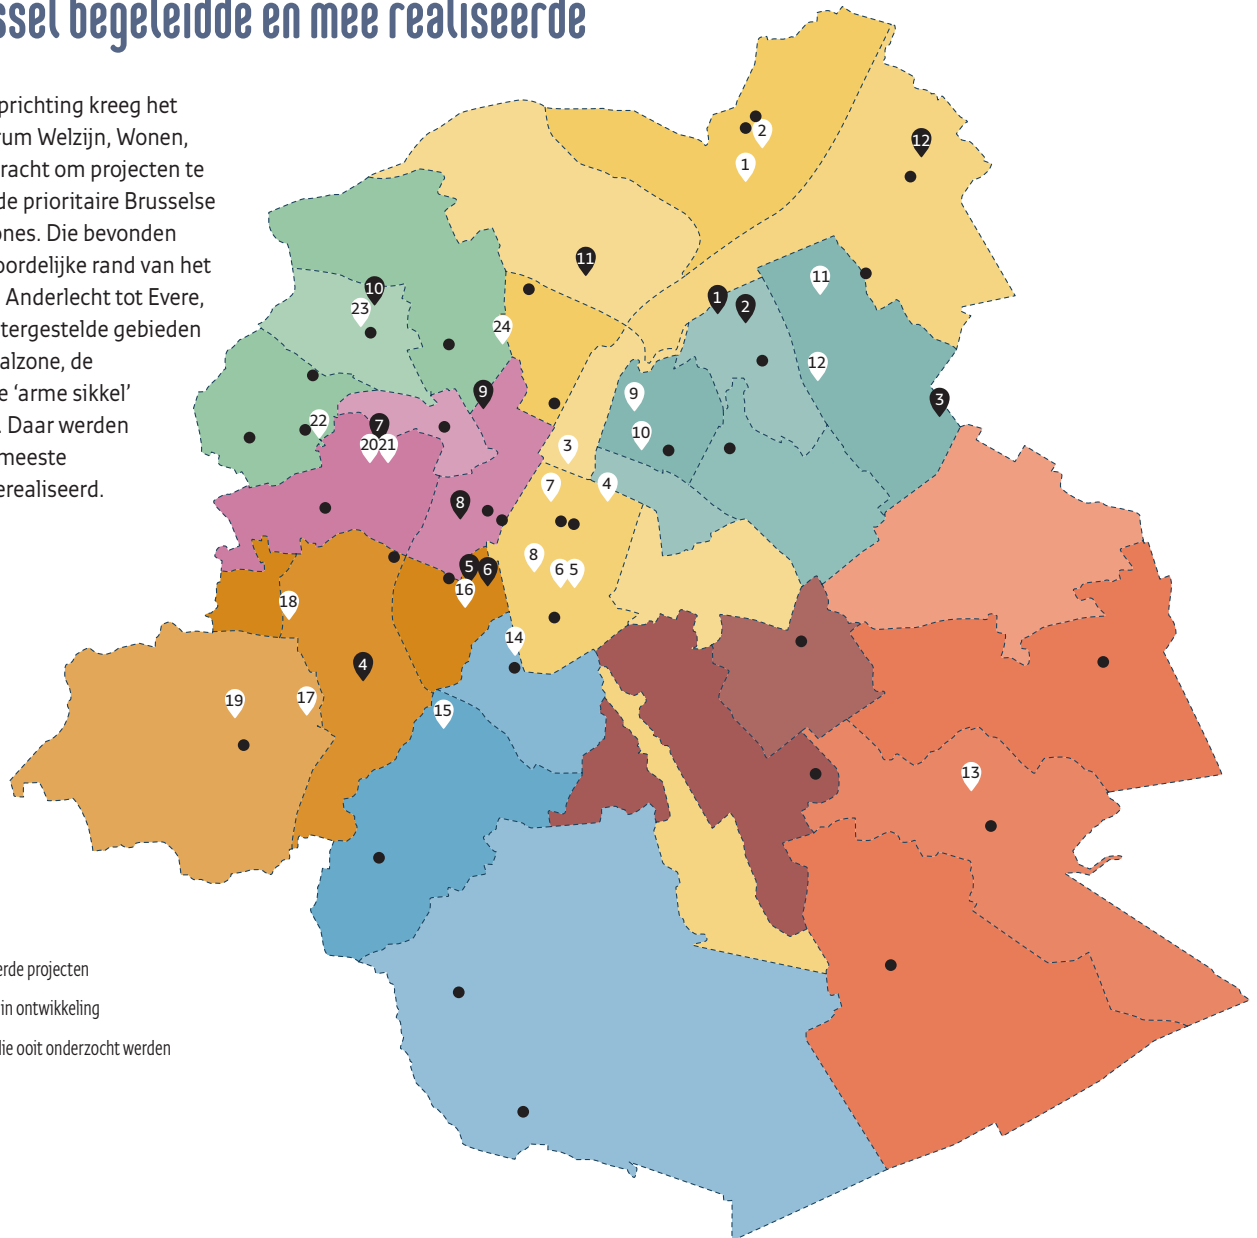 ssel begeleidde en mee realiseerde
prichting kreeg het
rum Welzijn, Wonen,
racht om projecten te
de prioritaire Brusselse
ones. Die bevonden
oordelijke rand van het
Anderlecht tot Evere,
tergestelde gebieden
alzone, de
e ‘arme sikkel’
. Daar werden
meeste
erealiseerd.
2
1
12
11
11
1
2
10
23
24
12
9
9
3
10
22
7
20 21
3
7
4
8
8
5
6
6 5
16
18
14
4
19
17
15
13
erde projecten
in ontwikkeling
die ooit onderzocht werden